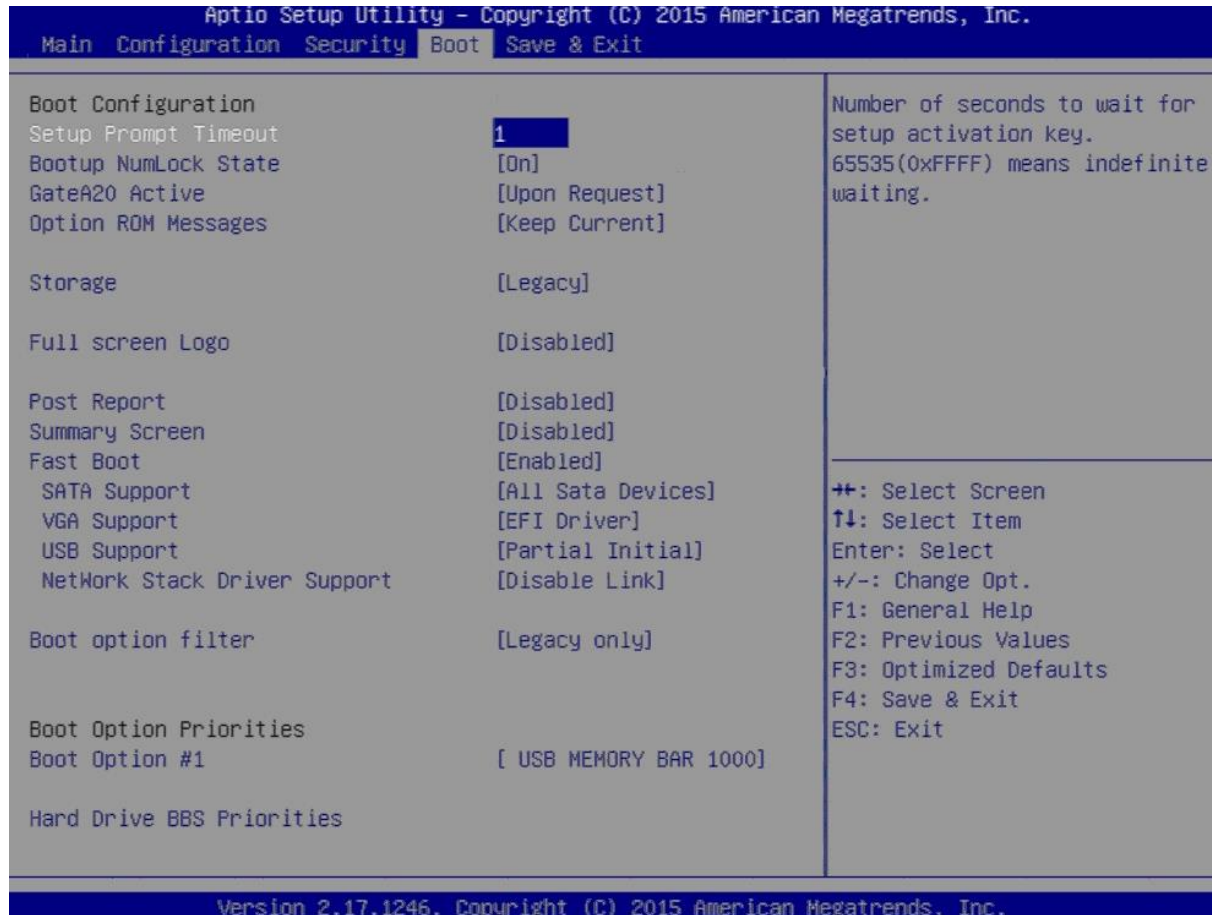 Aptio Setup Utility – Copyright (C) 2015 American Megatrends, Inc.
Main Configuration Security Boot Save & Exit
Boot Configuration
Setup Prompt Timeout 1
Bootup NumLock State [On]
GateA20 Active [Upon Request]
Option ROM Messages [Keep Current]
Storage [Legacy]
Full screen Logo [Disabled]
Post Report [Disabled]
Summary Screen [Disabled]
Fast Boot [Enabled]
SATA Support [All Sata Devices]
VGA Support [EFI Driver]
USB Support [Partial Initial]
NetWork Stack Driver Support [Disable Link]
Boot option filter [Legacy only]
Boot Option Priorities
Boot Option #1 [ USB MEMORY BAR 1000]
Hard Drive BBS Priorities
Number of seconds to wait for
setup activation key.
65535(0xFFFF) means indefinite
waiting.
→←: Select Screen
↑↓: Select Item
Enter: Select
+/-: Change Opt.
F1: General Help
F2: Previous Values
F3: Optimized Defaults
F4: Save & Exit
ESC: Exit
Version 2.17.1246. Copyright (C) 2015 American Megatrends, Inc.